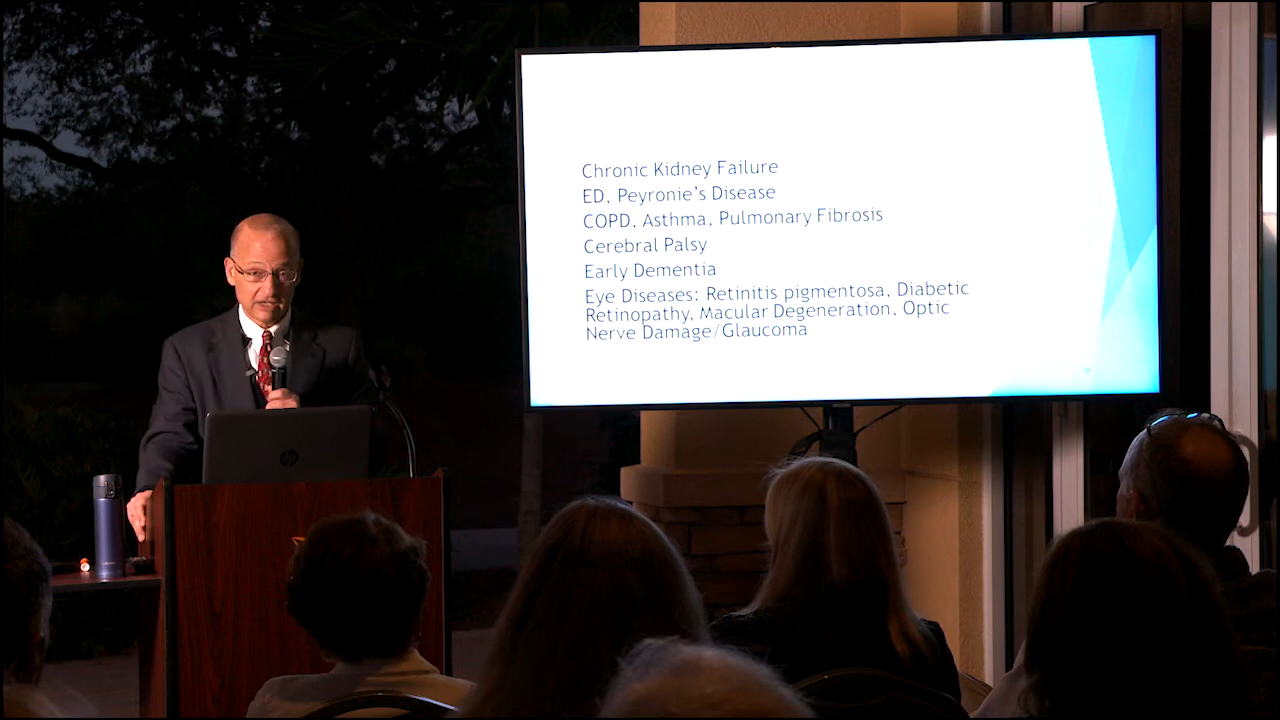 Chronic Kidney Failure
ED, Peyronie's Disease
COPD, Asthma, Pulmonary Fibrosis
Cerebral Palsy
Early Dementia
Eye Diseases: Retinitis pigmentosa, Diabetic
Retinopathy, Macular Degeneration, Optic
Nerve Damage/Glaucoma
hp